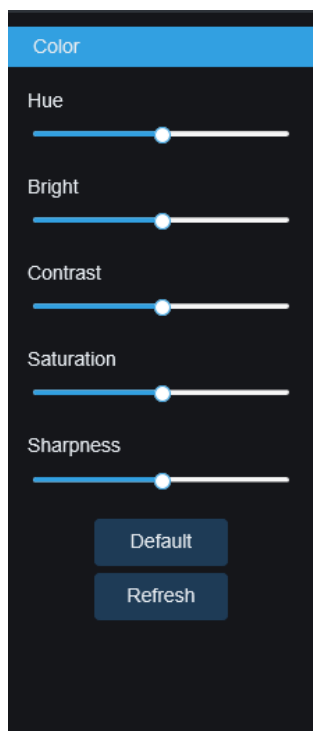 Color
Hue
Bright
Contrast
Saturation
Sharpness
Default
Refresh